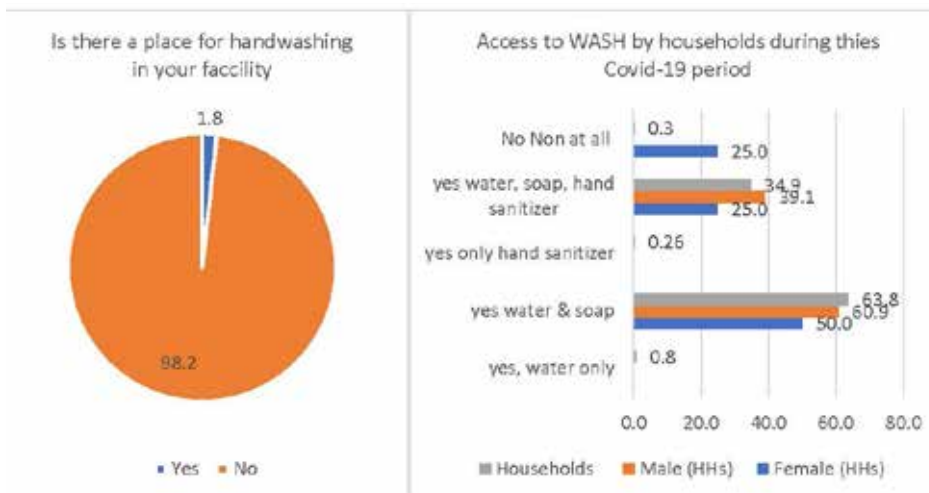 Is there a place for handwashing
in your faccility
1.8
98.2
Yes No
Access to WASH by households during thies
Covid-19 period
No Non at all
0.3
25.0
yes water, soap, hand
sanitizer
34.9
39.1
25.0
yes only hand sanitizer
0.26
yes water & soap
63.8
60.9
50.0
yes, water only
0.8
0.0 20.0 40.0 60.0 80.0
Households Male (HHs) Female (HHs)